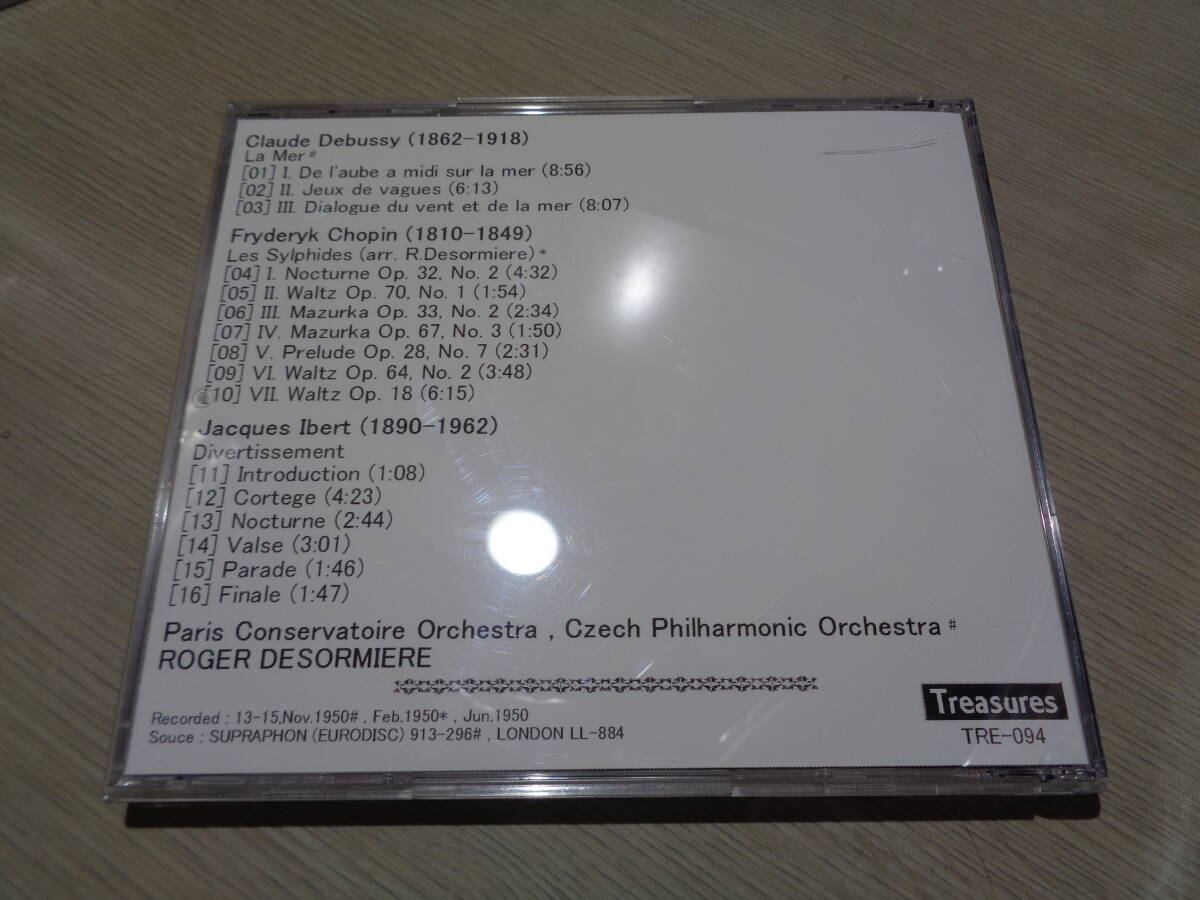 Claude Debussy (1862-1918)
La Mer #
[01] I. De l'aube a midi sur la mer (8:56)
[02] II. Jeux de vagues (6:13)
[03] III. Dialogue du vent et de la mer (8:07)
Fryderyk Chopin (1810-1849)
Les Sylphides (arr. R.Desormiere) *
[04] I. Nocturne Op. 32, No. 2 (4:32)
[05] II. Waltz Op. 70, No. 1 (1:54)
[06] III. Mazurka Op. 33, No. 2 (2:34)
[07] IV. Mazurka Op. 67, No. 3 (1:50)
[08] V. Prelude Op. 28, No. 7 (2:31)
[09] VI. Waltz Op. 64, No. 2 (3:48)
[10] VII. Waltz Op. 18 (6:15)
Jacques Ibert (1890-1962)
Divertissement
[11] Introduction (1:08)
[12] Cortege (4:23)
[13] Nocturne (2:44)
[14] Valse (3:01)
[15] Parade (1:46)
[16] Finale (1:47)
Paris Conservatoire Orchestra , Czech Philharmonic Orchestra #
ROGER DESORMIERE
Recorded : 13-15,Nov.1950# , Feb.1950* , Jun.1950
Souce : SUPRAPHON (EURODISC) 913-296# , LONDON LL-884
Treasures
TRE-094